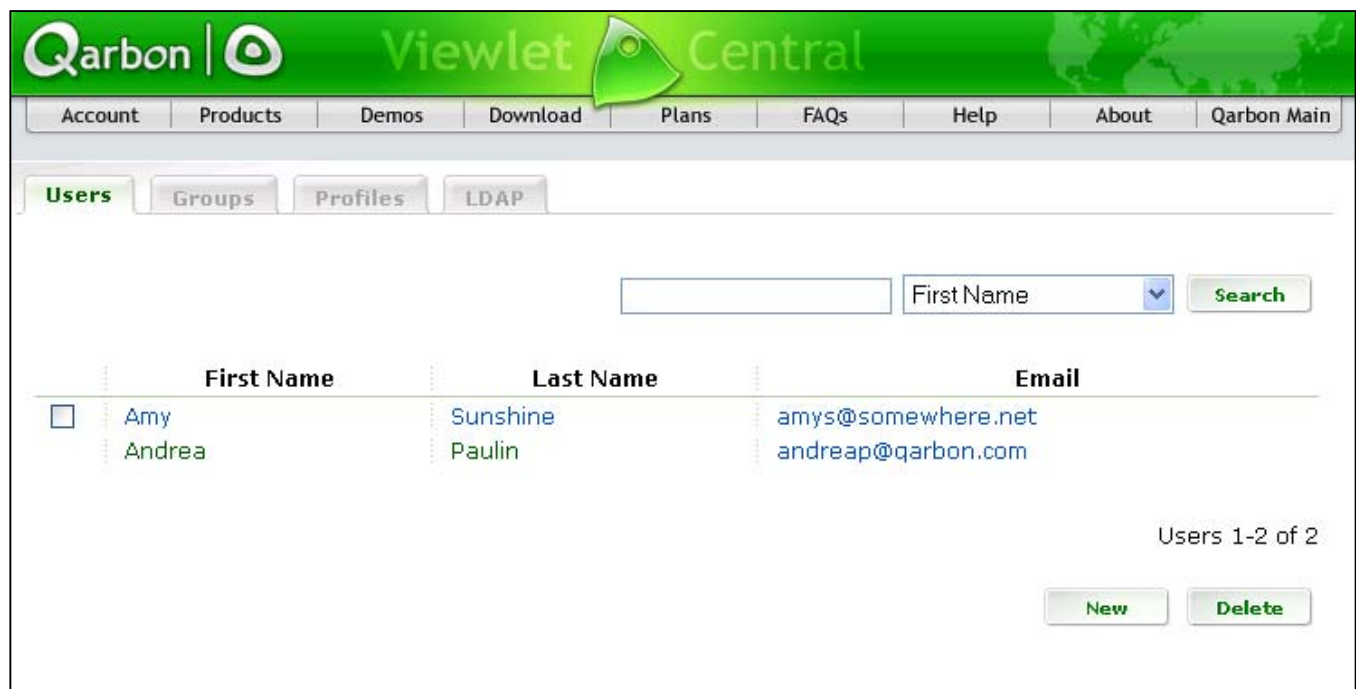 Qarbon Viewlet Central
Account Products Demos Download Plans FAQs Help About Qarbon Main
Users Groups Profiles LDAP
First Name Search
First Name Last Name Email
Amy Sunshine amys@somewhere.net
Andrea Paulin andreap@qarbon.com
Users 1-2 of 2
New Delete